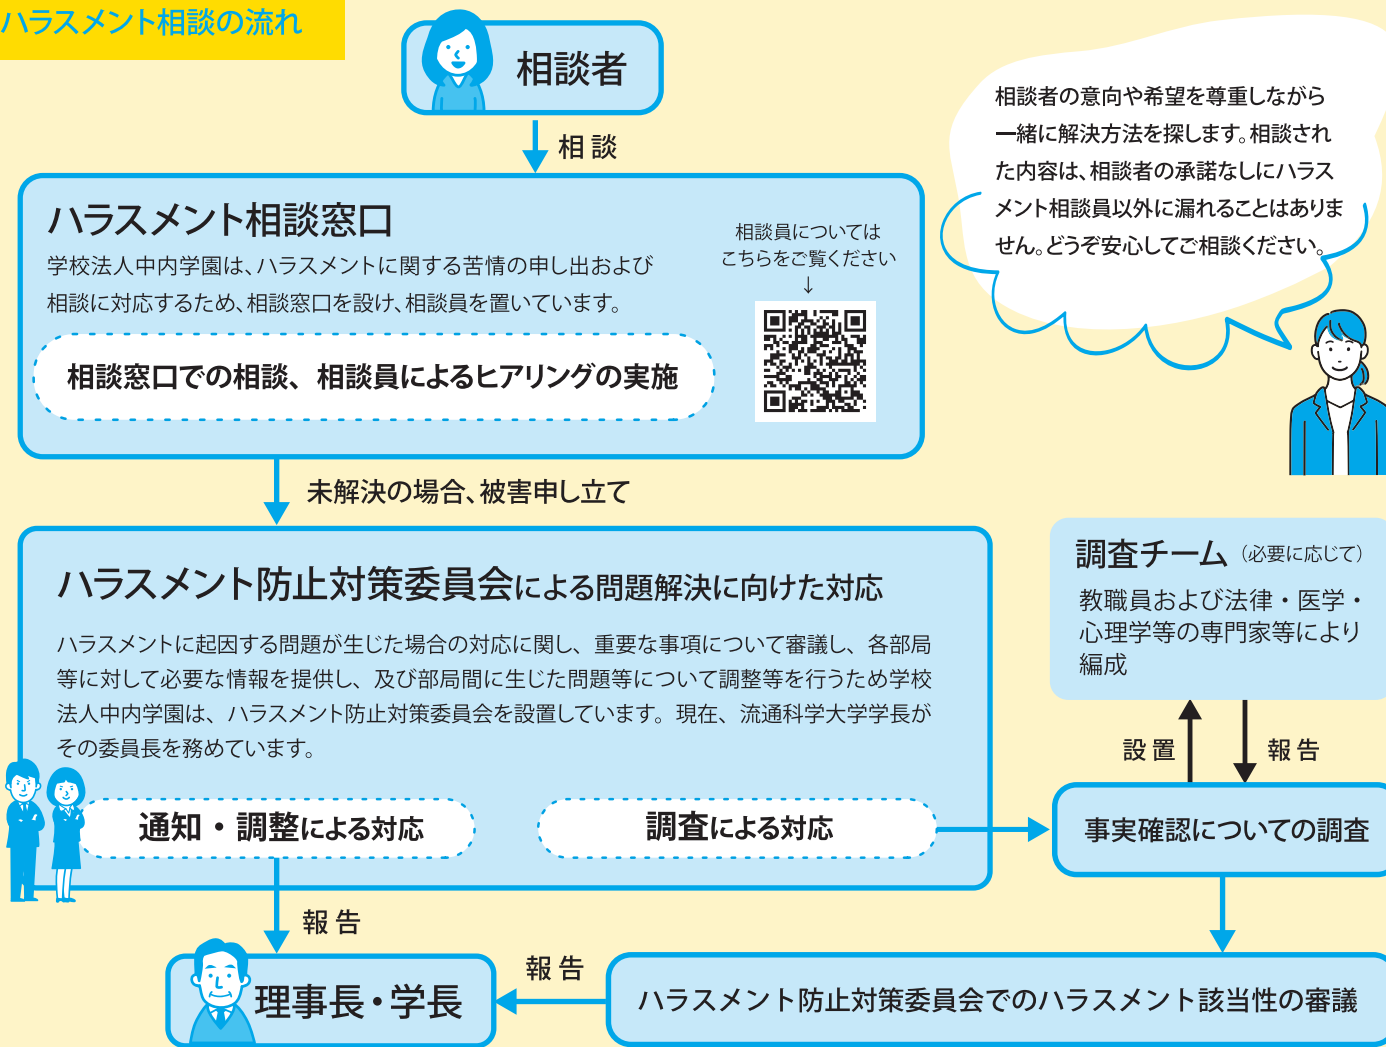 ハラスメント相談の流れ
相談者
相談
相談者の意向や希望を尊重しながら
一緒に解決方法を探します。相談され
た内容は、相談者の承諾なしにハラス
メント相談員以外に漏れることはありま
せん。どうぞ安心してご相談ください。
ハラスメント相談窓口
学校法人中内学園は、ハラスメントに関する苦情の申し出および
相談に対応するため、相談窓口を設け、相談員を置いています。
相談員については
こちらをご覧ください
↓
相談窓口での相談、相談員によるヒアリングの実施
未解決の場合、被害申し立て
ハラスメント防止対策委員会による問題解決に向けた対応
ハラスメントに起因する問題が生じた場合の対応に関し、重要な事項について審議し、各部局
等に対して必要な情報を提供し、及び部局間に生じた問題等について調整等を行うため学校
法人中内学園は、ハラスメント防止対策委員会を設置しています。現在、流通科学大学学長が
その委員長を務めています。
通知・調整による対応
調査による対応
調査チーム（必要に応じて）
教職員および法律・医学・
心理学等の専門家等により
編成
設置
報告
事実確認についての調査
報告
理事長・学長
報告
ハラスメント防止対策委員会でのハラスメント該当性の審議